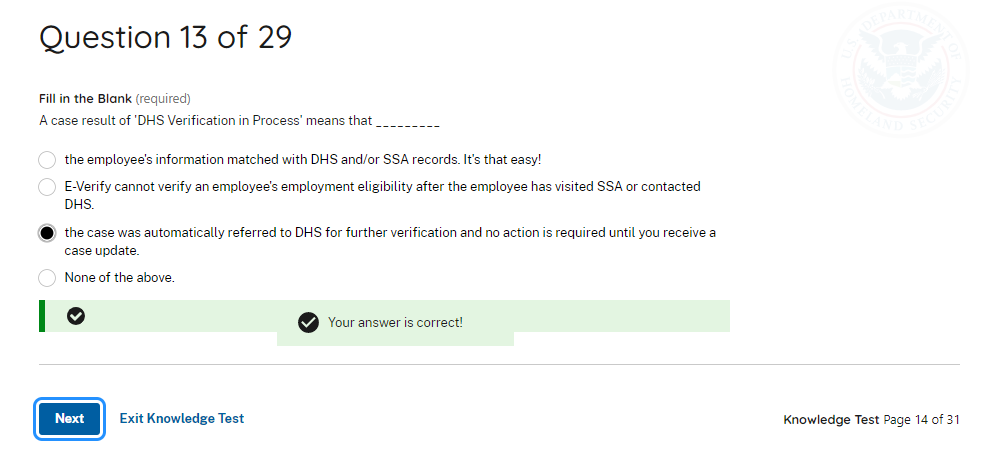 Question 13 of 29
U.S. DEPARTMENT OF HOMELAND SECURITY
Fill in the Blank (required)
A case result of 'DHS Verification in Process' means that _________
the employee's information matched with DHS and/or SSA records. It's that easy!
E-Verify cannot verify an employee's employment eligibility after the employee has visited SSA or contacted
DHS.
the case was automatically referred to DHS for further verification and no action is required until you receive a
case update.
None of the above.
Your answer is correct!
Next
Exit Knowledge Test
Knowledge Test Page 14 of 31